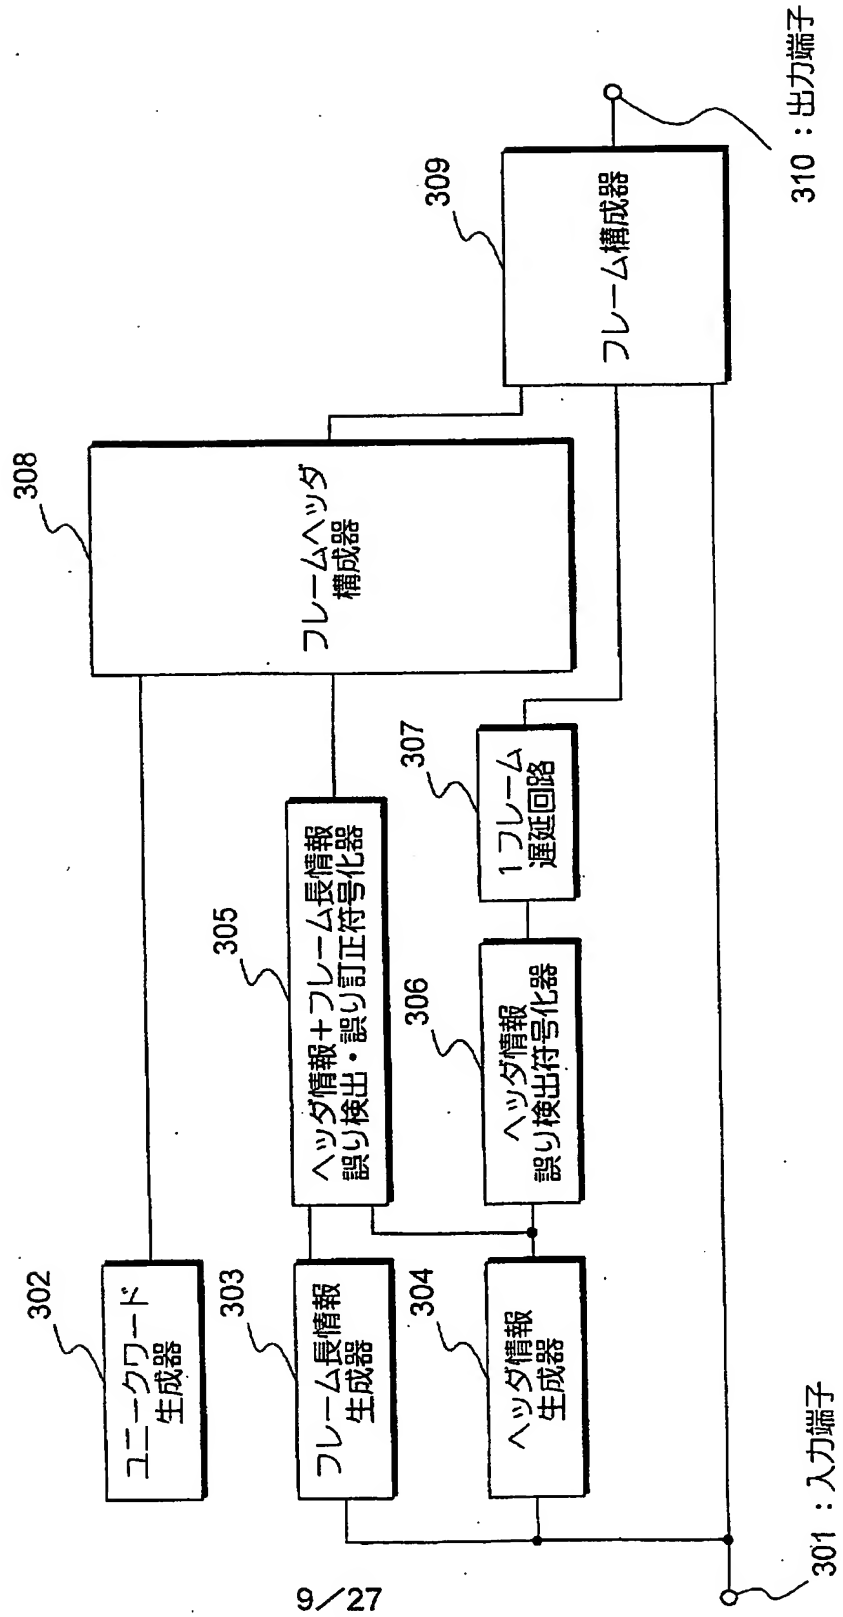 302
ユニークワード
生成器
303
フレーム長情報
生成器
304
ヘッダ情報
生成器
305
ヘッダ情報+フレーム長情報
誤り検出・誤り訂正符号化器
306
ヘッダ情報
誤り検出符号化器
307
1フレーム
遅延回路
308
フレームヘッダ
構成器
309
フレーム構成器
301 : 入力端子
310 : 出力端子
9/27